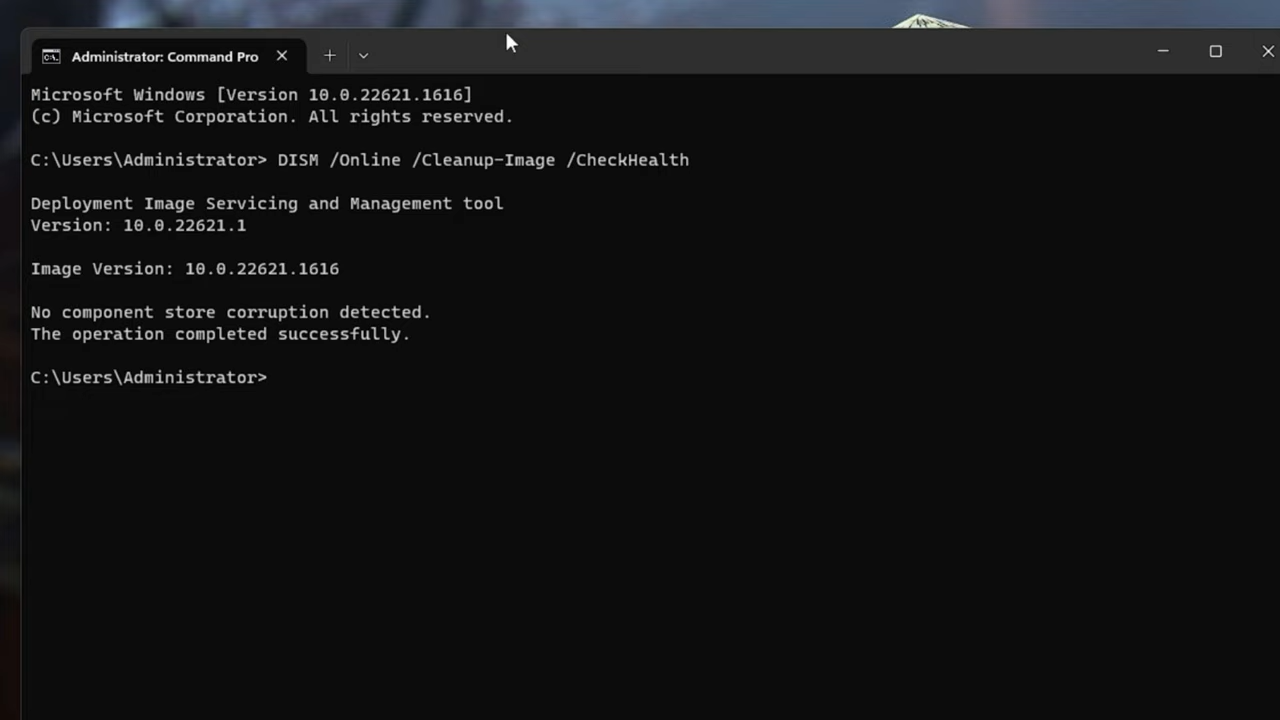 Administrator: Command Pro
Microsoft Windows [Version 10.0.22621.1616]
(c) Microsoft Corporation. All rights reserved.
C:\Users\Administrator> DISM /Online /Cleanup-Image /CheckHealth
Deployment Image Servicing and Management tool
Version: 10.0.22621.1
Image Version: 10.0.22621.1616
No component store corruption detected.
The operation completed successfully.
C:\Users\Administrator>